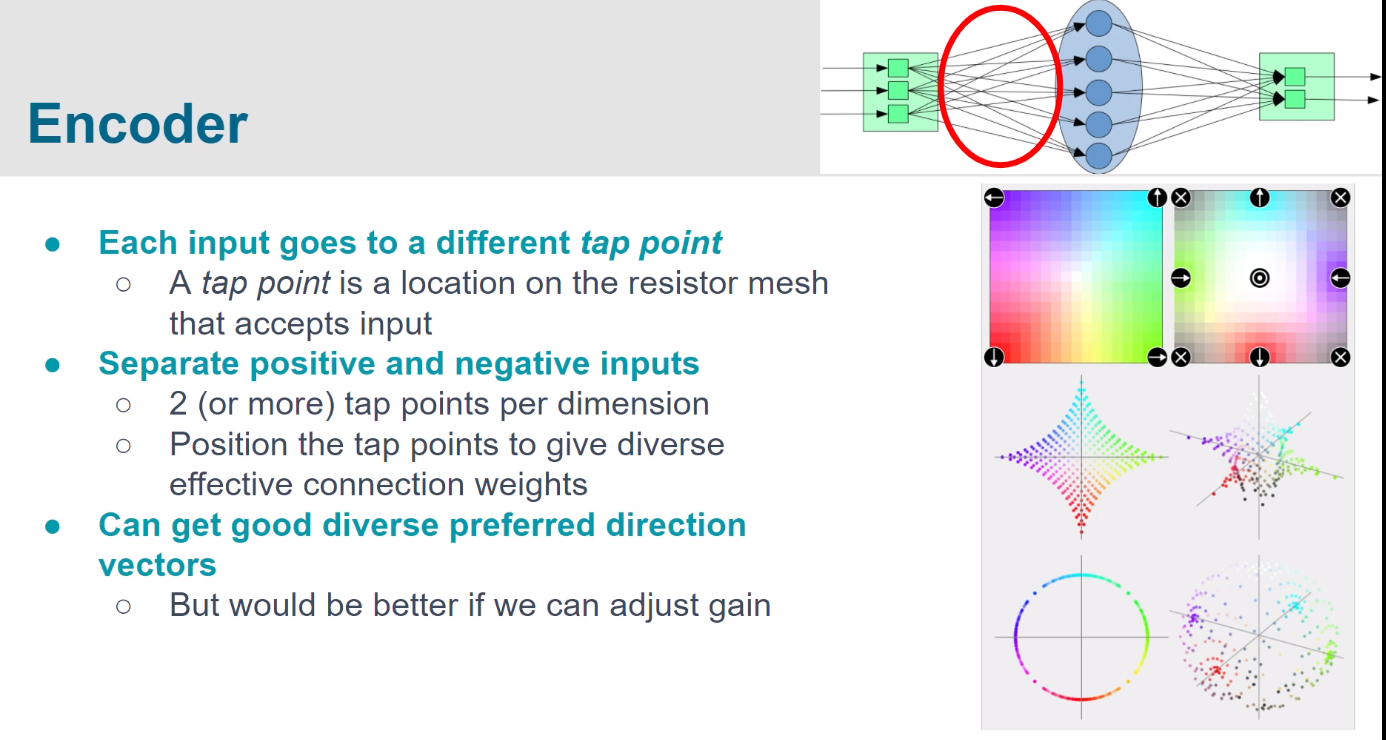 Encoder
● Each input goes to a different tap point
○ A tap point is a location on the resistor mesh
that accepts input
● Separate positive and negative inputs
○ 2 (or more) tap points per dimension
○ Position the tap points to give diverse
effective connection weights
● Can get good diverse preferred direction
vectors
○ But would be better if we can adjust gain